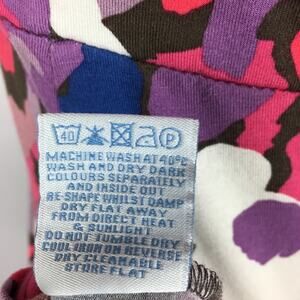 40 P
MACHINE WASH AT 40°C
WASH AND DRY DARK
COLOURS SEPARATELY
AND INSIDE OUT
RE-SHAPE WHILST DAMP
DRY FLAT AWAY
FROM DIRECT HEAT
& SUNLIGHT
DO NOT TUMBLE DRY
COOL IRON ON REVERSE
DRY CLEANABLE
STORE FLAT